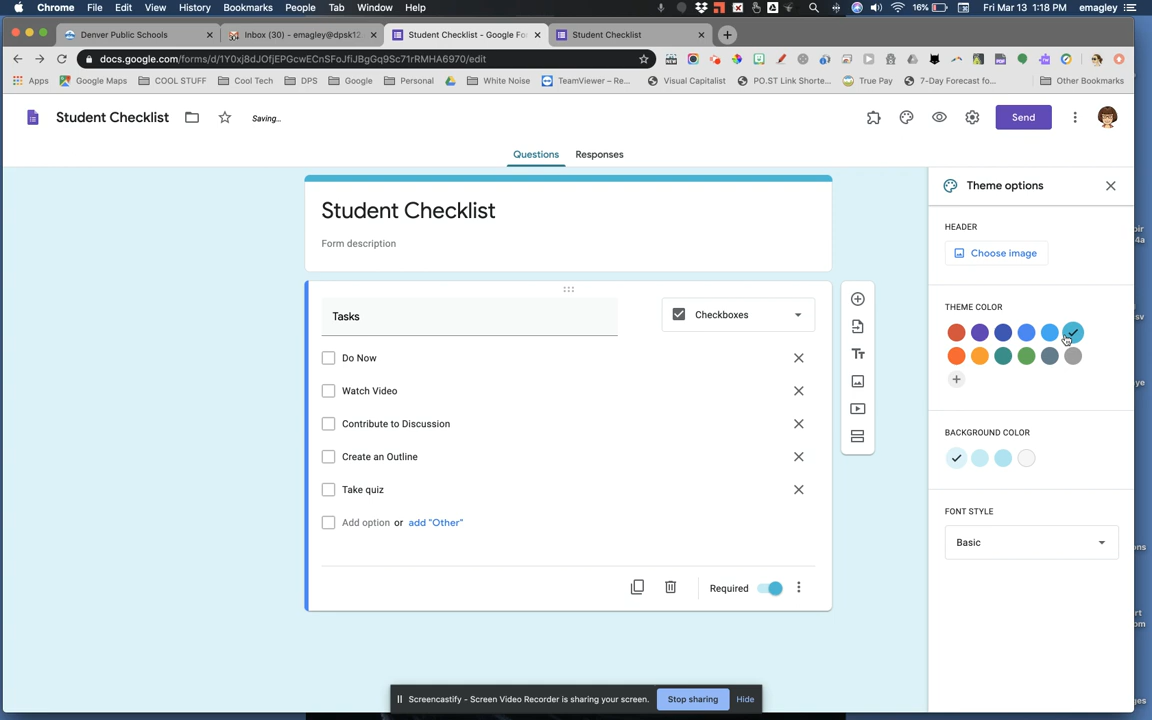 Chrome File Edit View History Bookmarks People Tab Window Help 16% Fri Mar 13 1:18 PM emagley
Denver Public Schools Inbox (30) - emagley@dpsk12. Student Checklist - Google Fo Student Checklist
docs.google.com/forms/d/1Y0xj8dJOfjEPGcwECnSFoJfiJBgGq9Sc71rRMHA6970/edit
Apps Google Maps COOL STUFF Cool Tech DPS Google Personal White Noise TeamViewer – Re... Visual Capitalist PO.ST Link Shorte... True Pay 7-Day Forecast fo... Other Bookmarks
Student Checklist Saving... Send
Questions Responses
Theme options
Student Checklist
Form description
HEADER
Choose image
Tasks
Checkboxes
THEME COLOR
Do Now
Watch Video
Contribute to Discussion
Create an Outline
Take quiz
Add option or add "Other"
BACKGROUND COLOR
FONT STYLE
Basic
Required
Screencastify - Screen Video Recorder is sharing your screen. Stop sharing Hide